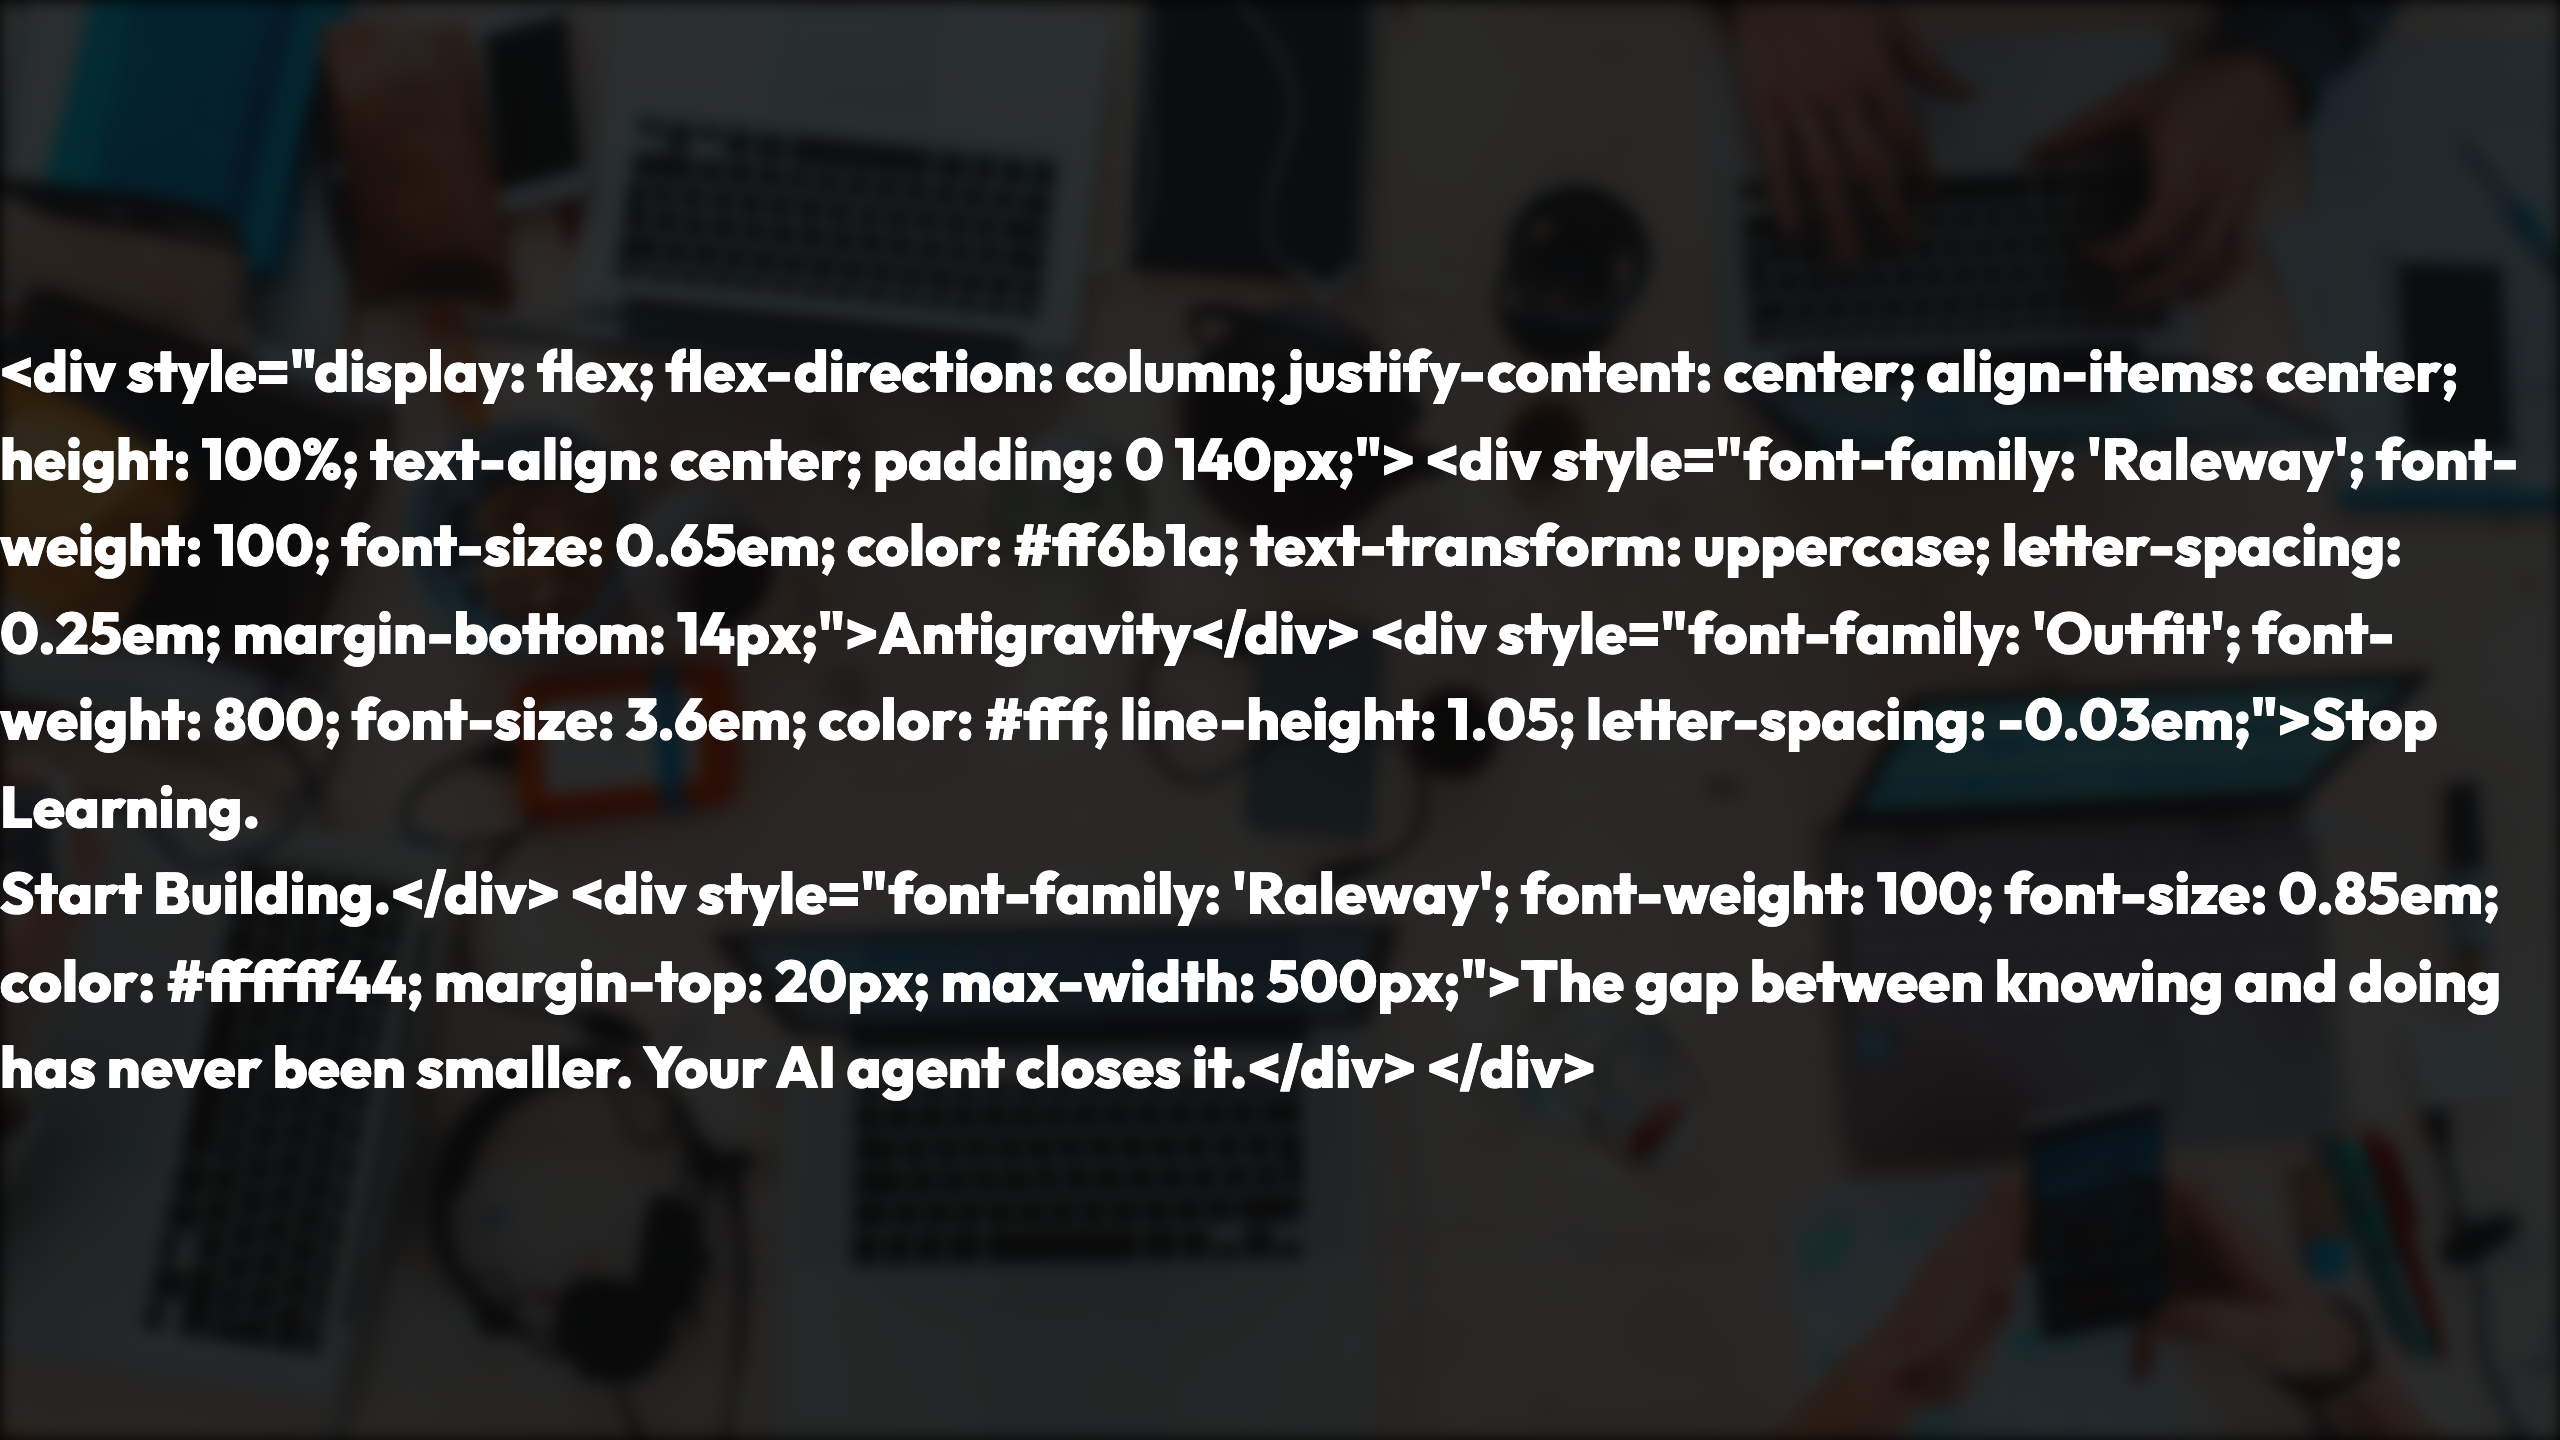 <div style="display: flex; flex-direction: column; justify-content: center; align-items: center;
height: 100%; text-align: center; padding: 0 140px;"> <div style="font-family: 'Raleway'; font-
weight: 100; font-size: 0.65em; color: #ff6b1a; text-transform: uppercase; letter-spacing:
0.25em; margin-bottom: 14px;">Antigravity</div> <div style="font-family: 'Outfit'; font-
weight: 800; font-size: 3.6em; color: #fff; line-height: 1.05; letter-spacing: -0.03em;">Stop
Learning.
Start Building.</div> <div style="font-family: 'Raleway'; font-weight: 100; font-size: 0.85em;
color: #ffffff44; margin-top: 20px; max-width: 500px;">The gap between knowing and doing
has never been smaller. Your AI agent closes it.</div> </div>